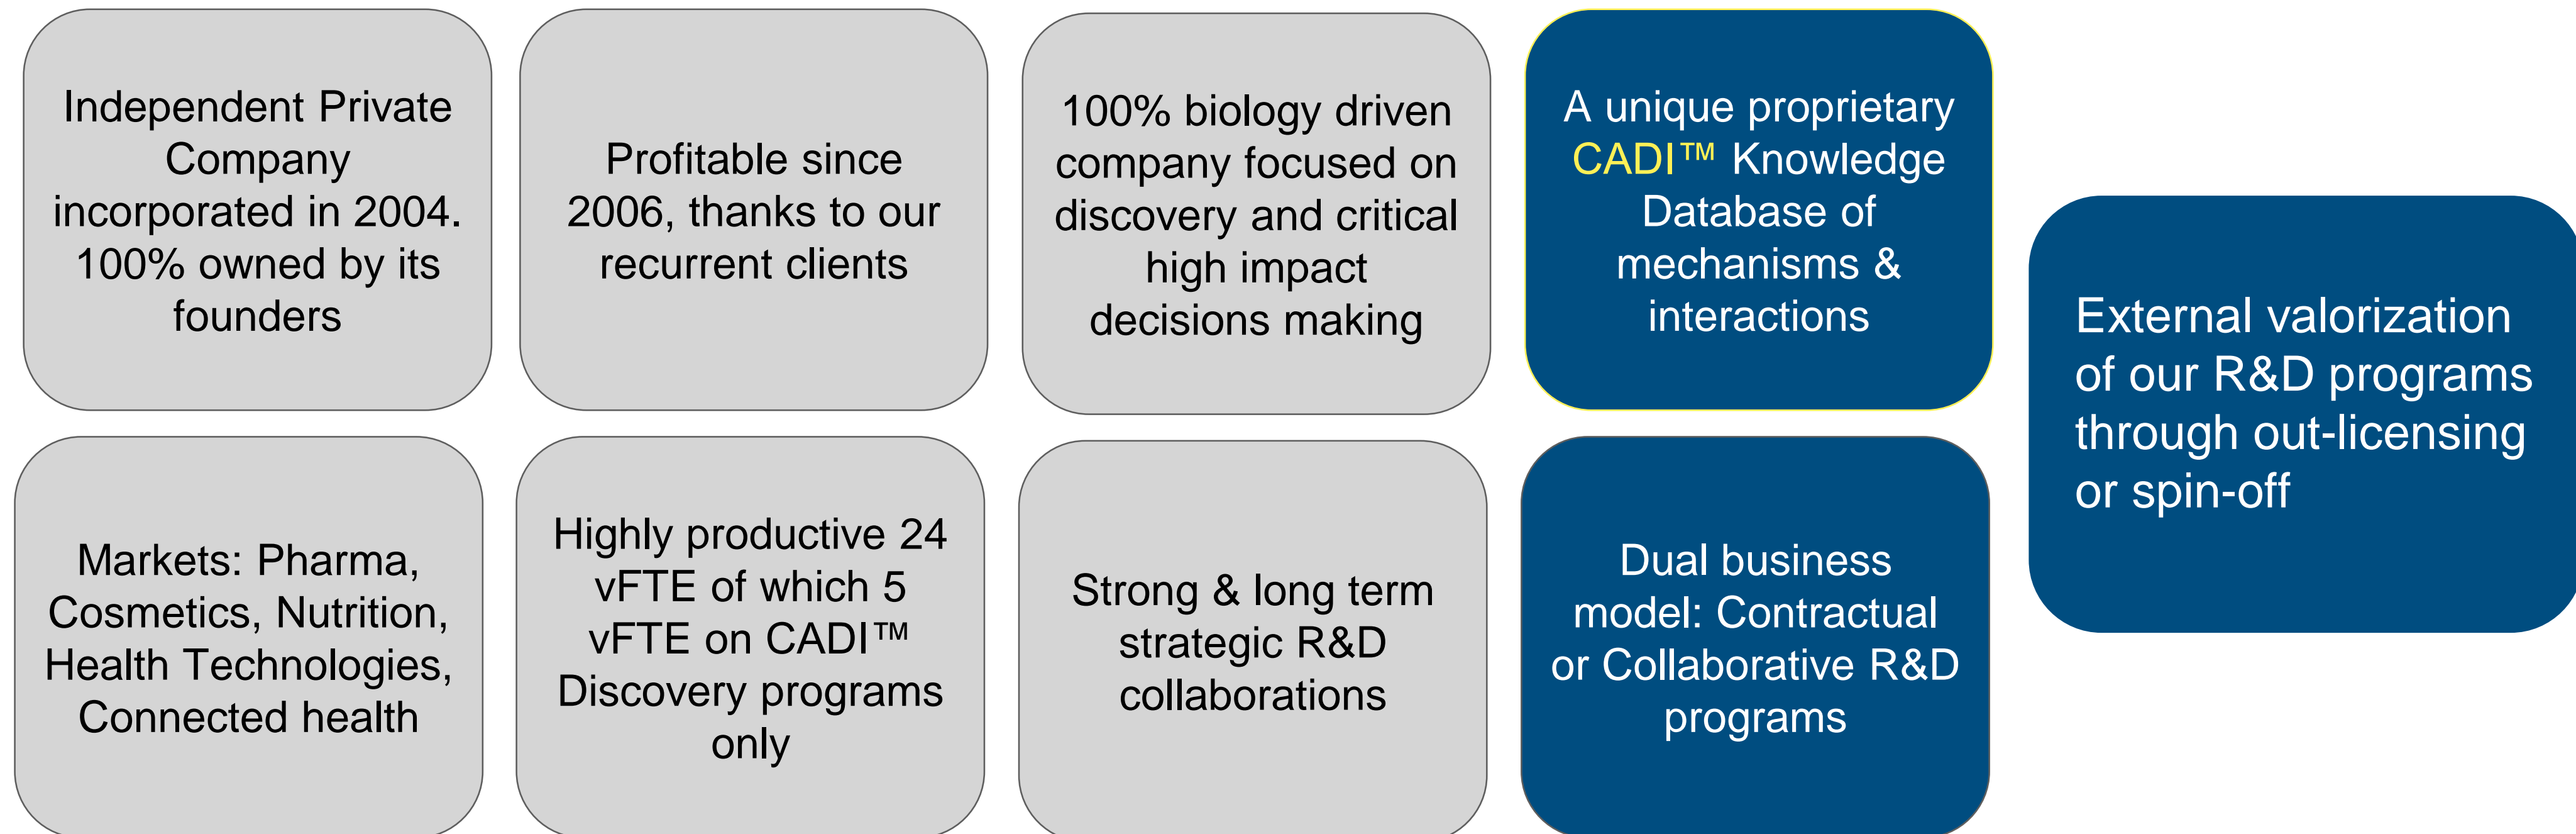 Independent Private
Company
incorporated in 2004.
100% owned by its
founders
Profitable since
2006, thanks to our
recurrent clients
100% biology driven
company focused on
discovery and critical
high impact
decisions making
A unique proprietary
CADI™ Knowledge
Database of
mechanisms &
interactions
External valorization
of our R&D programs
through out-licensing
or spin-off
Markets: Pharma,
Cosmetics, Nutrition,
Health Technologies,
Connected health
Highly productive 24
vFTE of which 5
vFTE on CADI™
Discovery programs
only
Strong & long term
strategic R&D
collaborations
Dual business
model: Contractual
or Collaborative R&D
programs